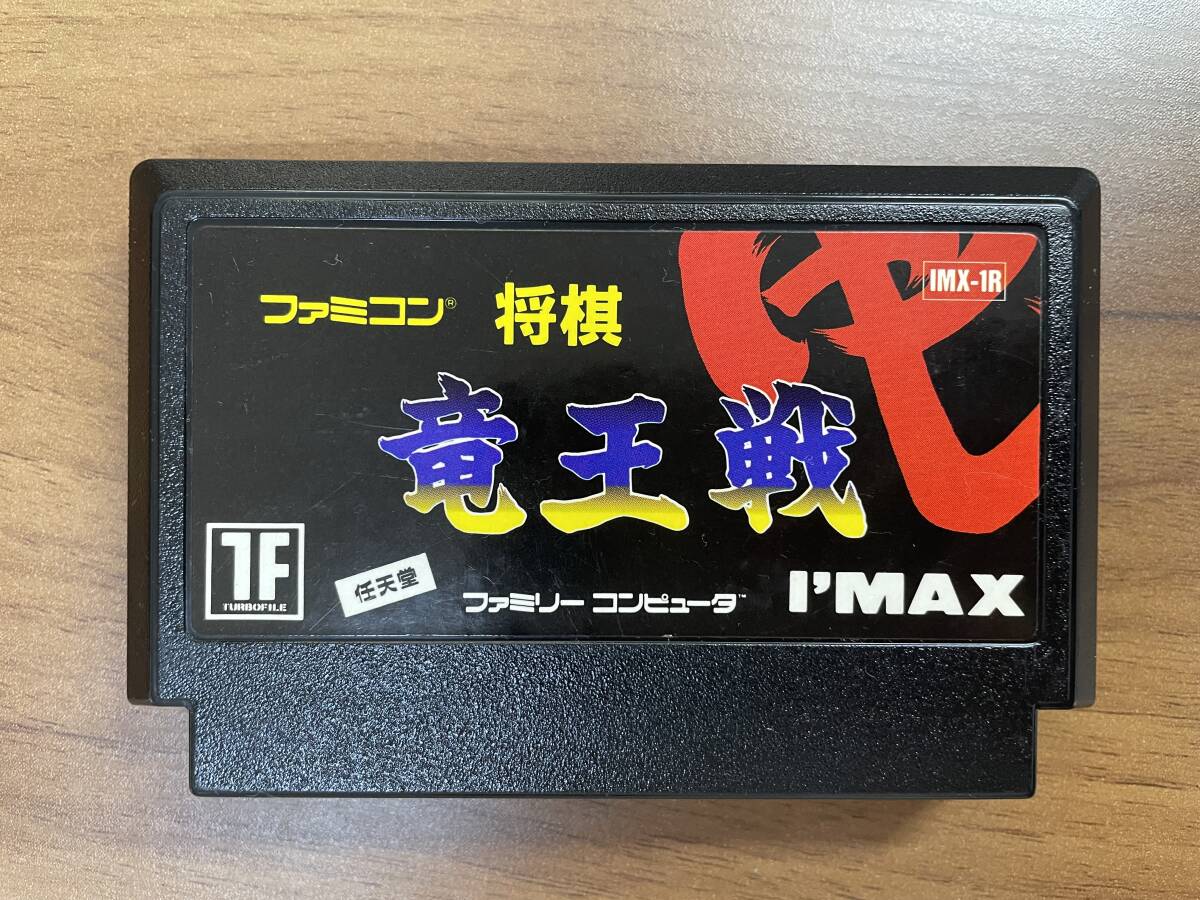 IMX-1R
ファミコン® 将棋
竜王戦
TF
TURBOFILE
任天堂
ファミリー コンピュータ™
I'MAX